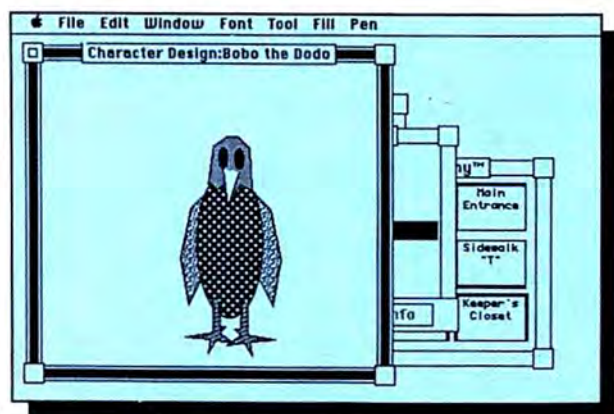 File Edit Window Font Tool Fill Pen
Character Design:Bobo the Dodo
ny™
Main
Entrance
Sidewalk
"T"
nfo
Keeper's
Closet